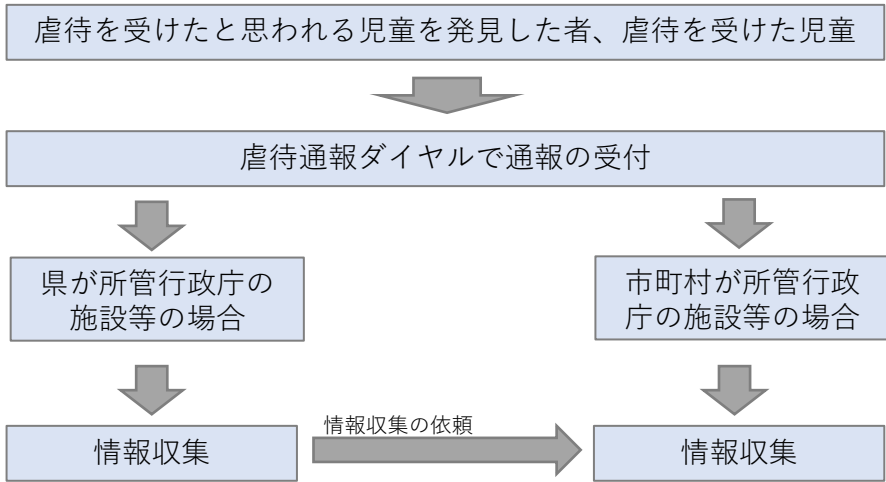 虐待を受けたと思われる児童を発見した者、虐待を受けた児童
虐待通報ダイヤルで通報の受付
県が所管行政庁の
施設等の場合
市町村が所管行政
庁の施設等の場合
情報収集の依頼
情報収集
情報収集